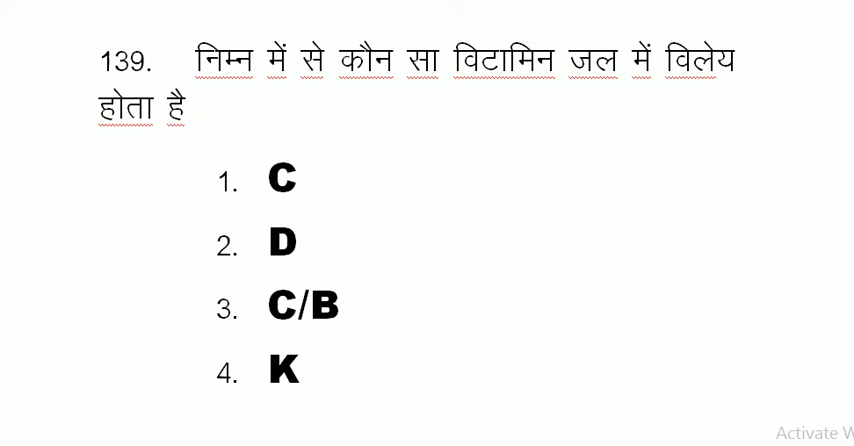 139. निम्न में से कौन सा विटामिन जल में विलेय
होता है
1. C
2. D
3. C/B
4. K
Activate W